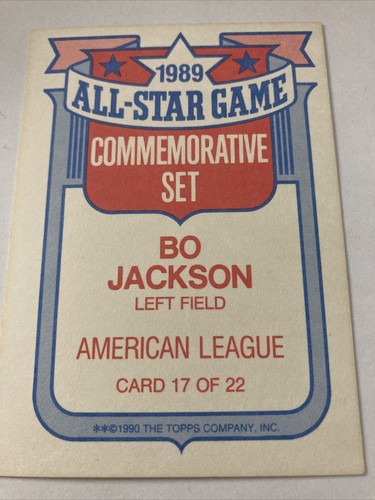 1989
ALL-STAR GAME
COMMEMORATIVE
SET
BO
JACKSON
LEFT FIELD
AMERICAN LEAGUE
CARD 17 OF 22
**©1990 THE TOPPS COMPANY, INC.